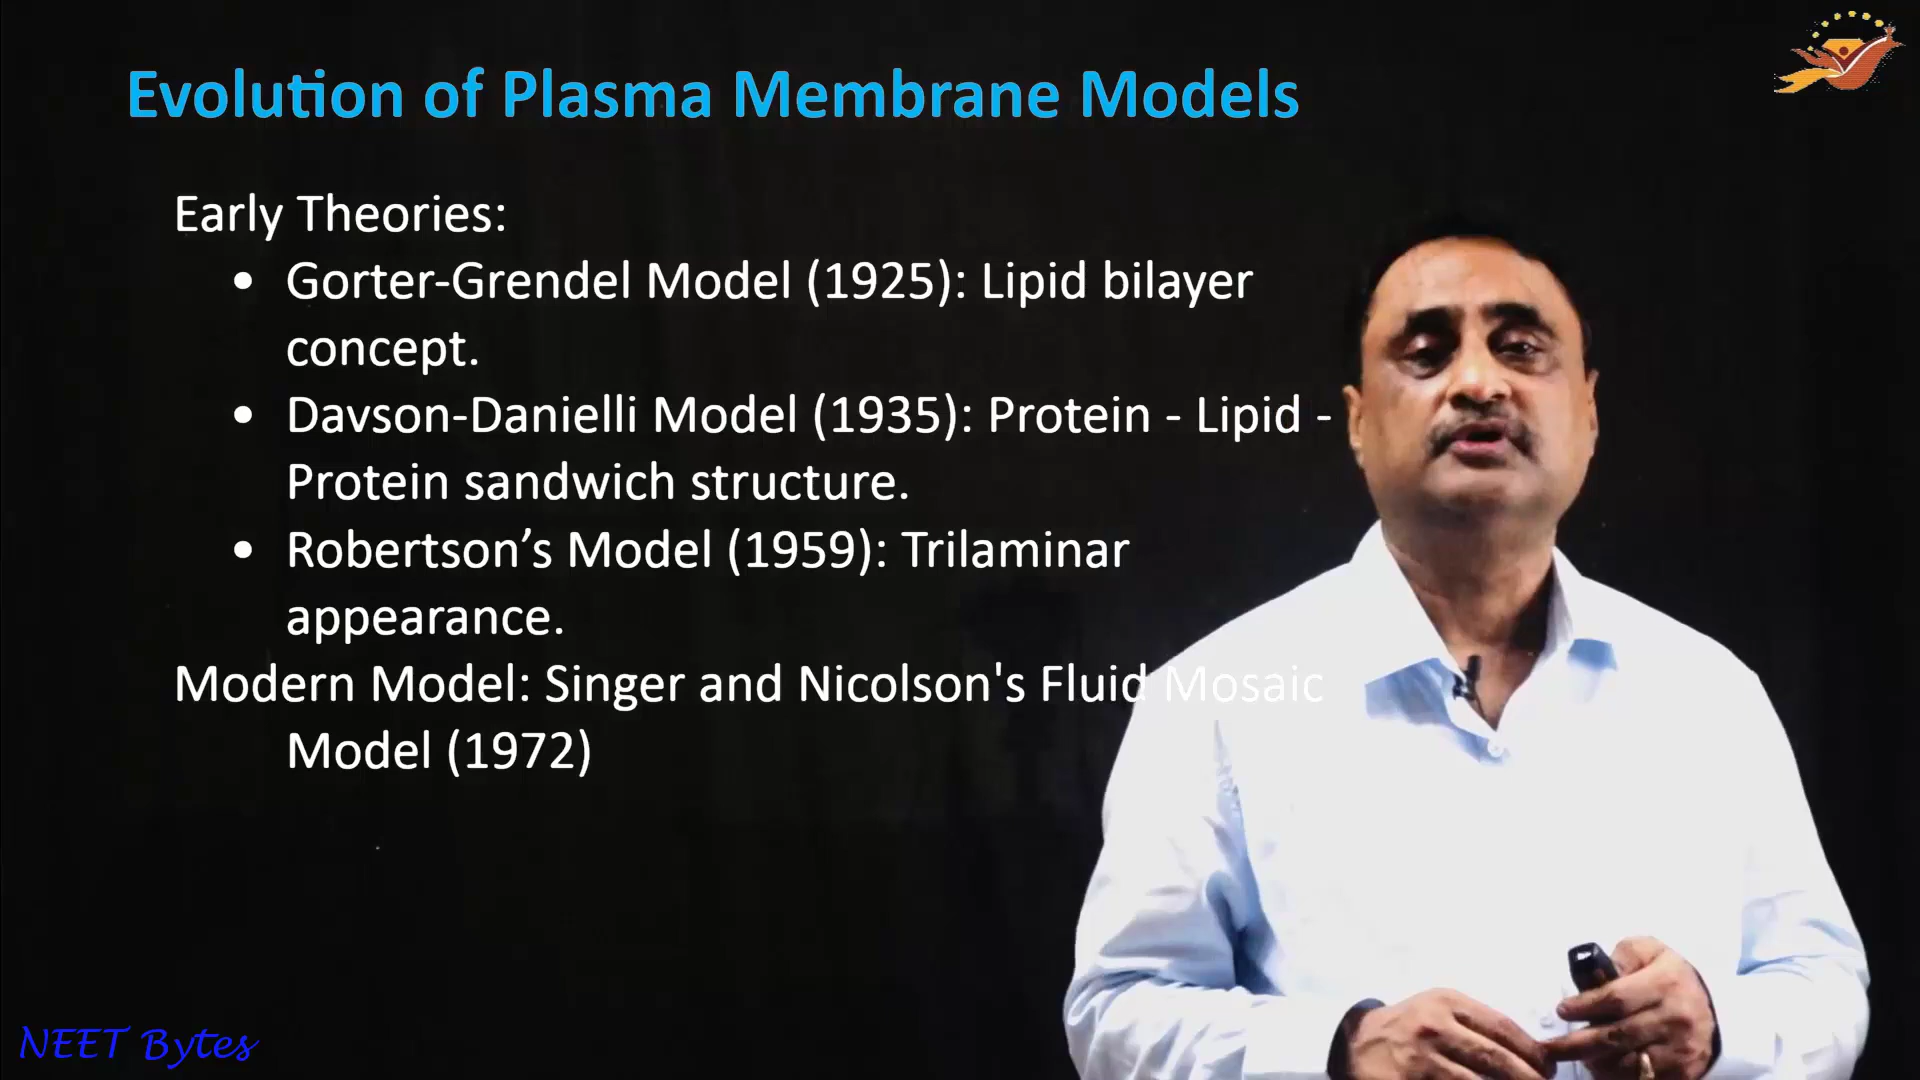 Evolution of Plasma Membrane Models
Early Theories:
• Gorter-Grendel Model (1925): Lipid bilayer
concept.
• Davson-Danielli Model (1935): Protein - Lipid -
Protein sandwich structure.
• Robertson’s Model (1959): Trilaminar
appearance.
Modern Model: Singer and Nicolson's Fluid Mosaic
Model (1972)
NEET Bytes